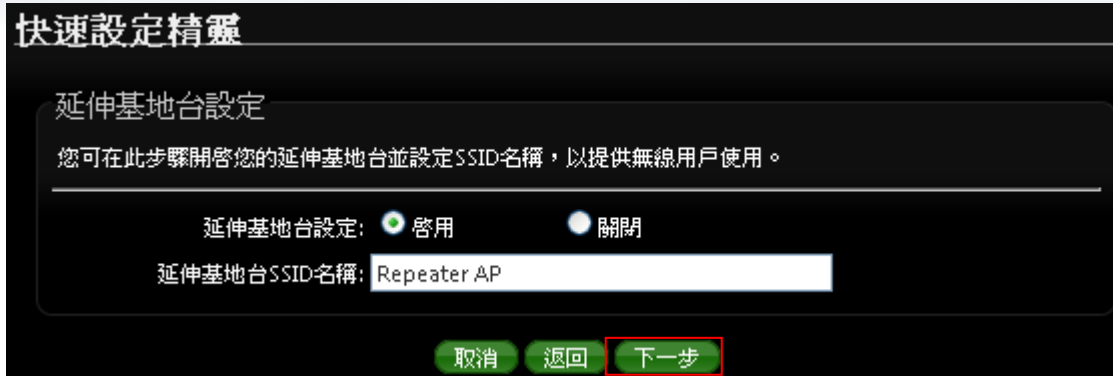 快速設定精靈
延伸基地台設定
您可在此步驟開啓您的延伸基地台並設定SSID名稱,以提供無線用戶使用。
延伸基地台設定: 啓用 關閉
延伸基地台SSID名稱: Repeater AP
取消 返回 下一步